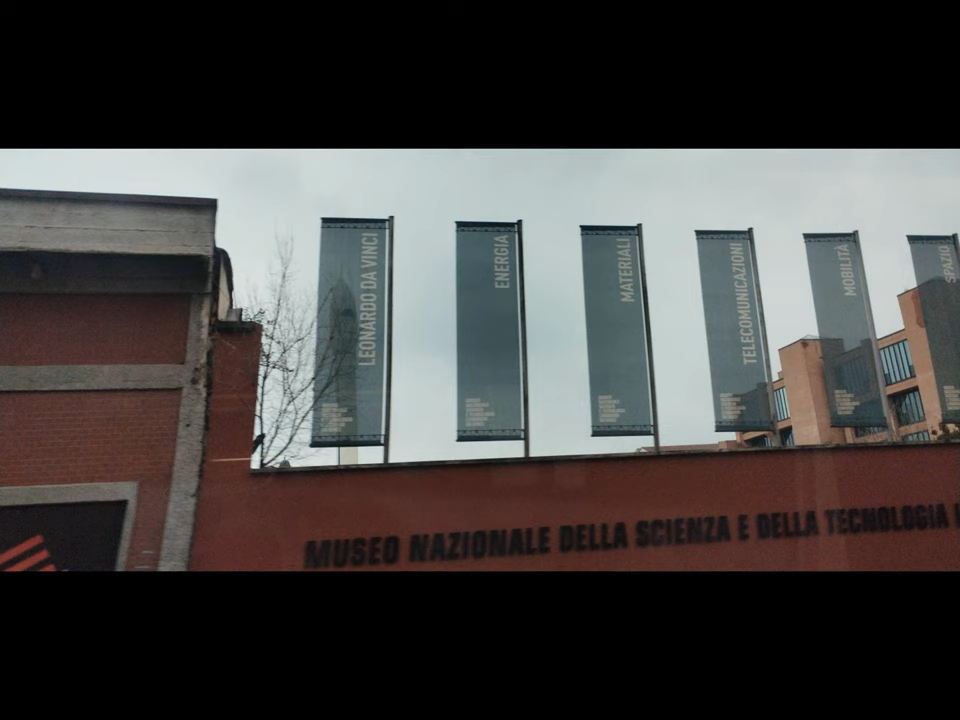 LEONARDO DA VINCI
ENERGIA
MATERIALI
TELECOMUNICAZIONI
MOBILITÀ
SPAZIO
MUSEO NAZIONALE DELLA SCIENZA E DELLA TECNOLOGIA